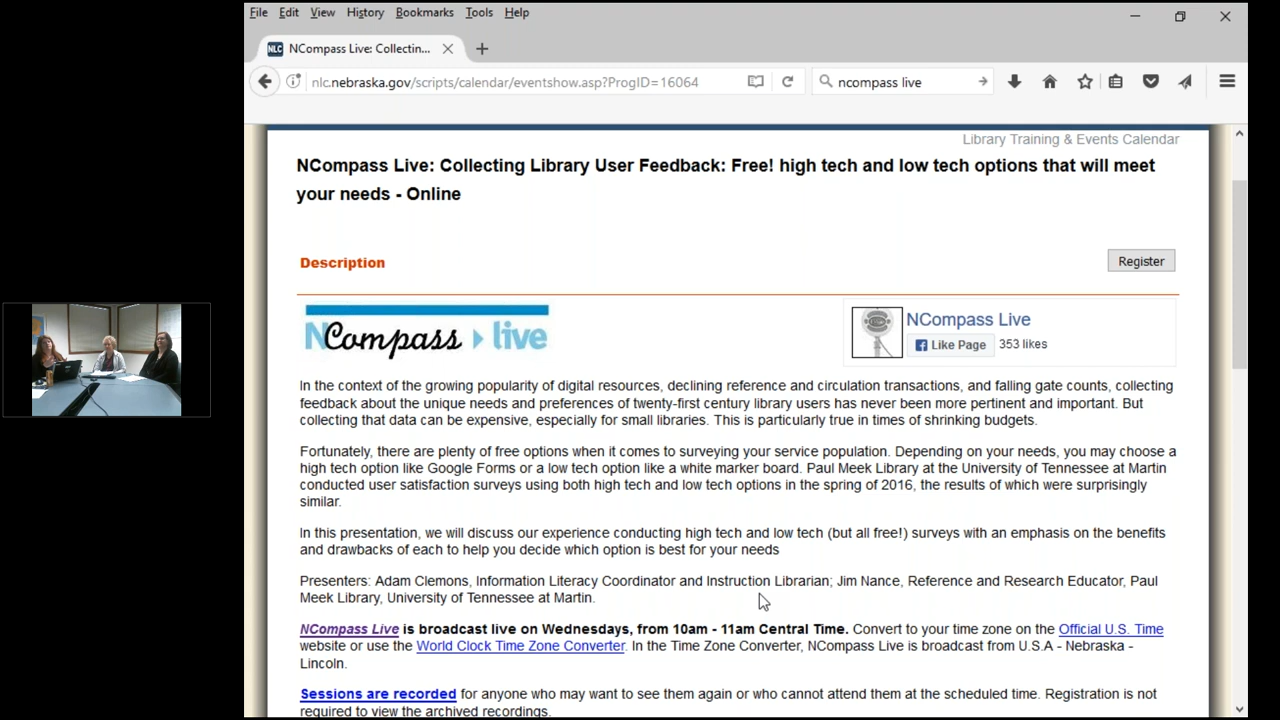 File Edit View History Bookmarks Tools Help
NLC NCompass Live: Collectin...
nlc.nebraska.gov/scripts/calendar/eventshow.asp?ProgID=16064
ncompass live
Library Training & Events Calendar
NCompass Live: Collecting Library User Feedback: Free! high tech and low tech options that will meet
your needs - Online
Description
Register
NCompass live
NCompass Live
Like Page 353 likes
In the context of the growing popularity of digital resources, declining reference and circulation transactions, and falling gate counts, collecting
feedback about the unique needs and preferences of twenty-first century library users has never been more pertinent and important. But
collecting that data can be expensive, especially for small libraries. This is particularly true in times of shrinking budgets.
Fortunately, there are plenty of free options when it comes to surveying your service population. Depending on your needs, you may choose a
high tech option like Google Forms or a low tech option like a white marker board. Paul Meek Library at the University of Tennessee at Martin
conducted user satisfaction surveys using both high tech and low tech options in the spring of 2016, the results of which were surprisingly
similar.
In this presentation, we will discuss our experience conducting high tech and low tech (but all free!) surveys with an emphasis on the benefits
and drawbacks of each to help you decide which option is best for your needs
Presenters: Adam Clemons, Information Literacy Coordinator and Instruction Librarian; Jim Nance, Reference and Research Educator, Paul
Meek Library, University of Tennessee at Martin.
NCompass Live is broadcast live on Wednesdays, from 10am - 11am Central Time. Convert to your time zone on the Official U.S. Time
website or use the World Clock Time Zone Converter. In the Time Zone Converter, NCompass Live is broadcast from U.S.A - Nebraska -
Lincoln.
Sessions are recorded for anyone who may want to see them again or who cannot attend them at the scheduled time. Registration is not
required to view the archived recordings.